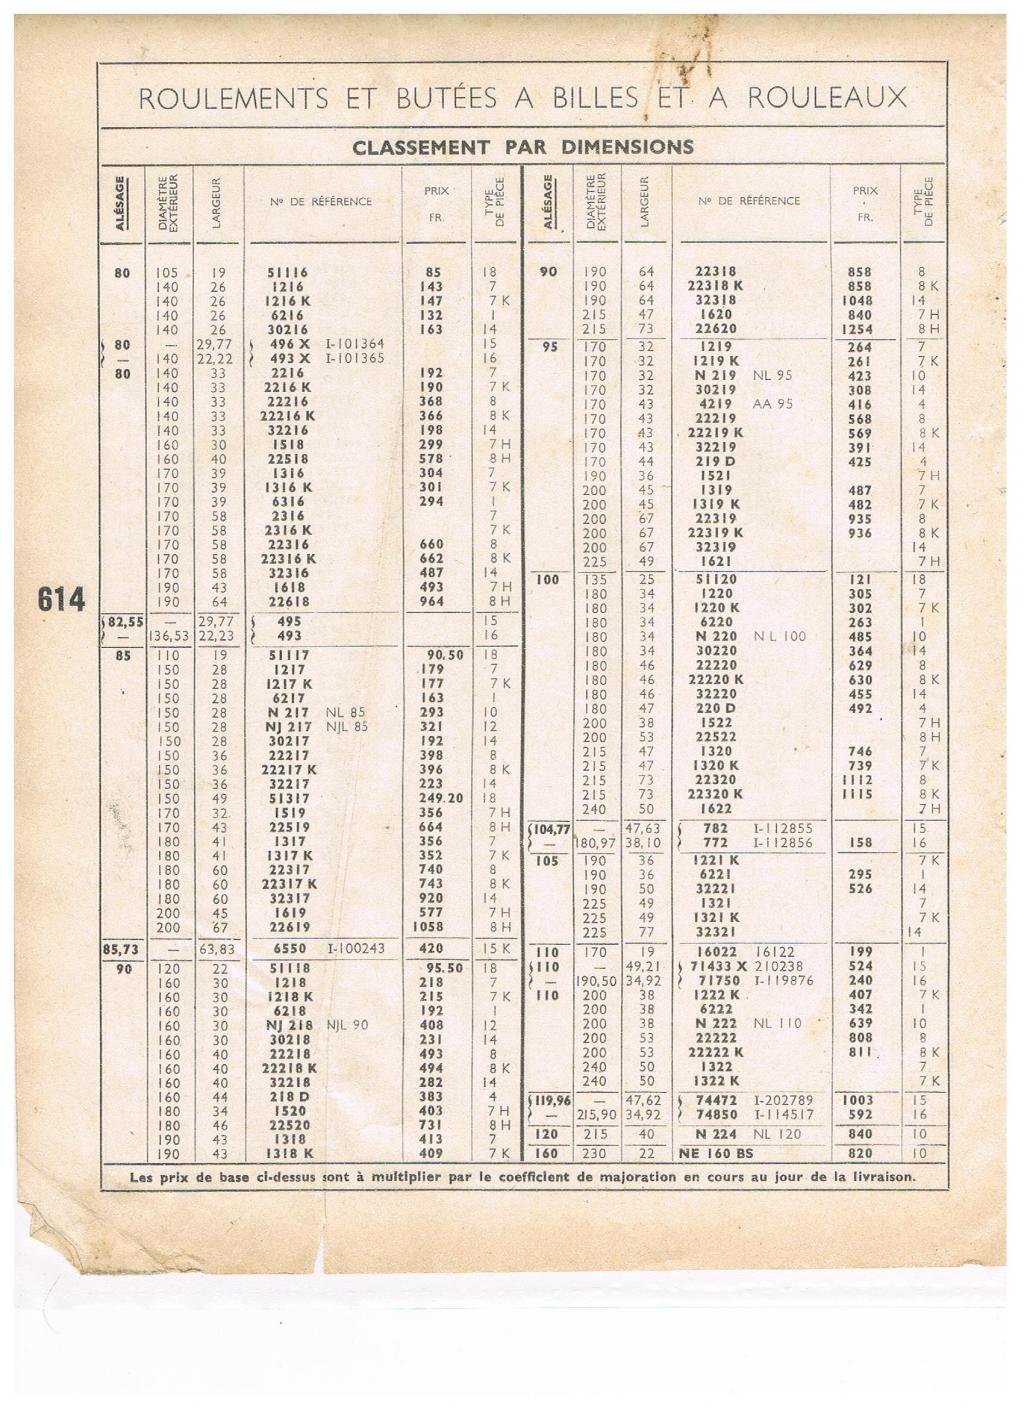 ROULEMENTS ET BUTÉES A BILLES ET A ROULEAUX
CLASSEMENT PAR DIMENSIONS
ALÉSAGE DIAMÈTRE EXTÉRIEUR LARGEUR Nº DE RÉFÉRENCE PRIX FR. TYPE DE PIÈCE
80 105 19 51116 85 18
140 26 1216 143 7
140 26 1216 K 147 7 K
140 26 6216 132 1
140 26 30216 163 14
80 — 29,77 496 X I-101364 15
— 140 22,22 493 X I-101365 16
80 140 33 2216 192 7
140 33 2216 K 190 7 K
140 33 22216 368 8
140 33 22216 K 366 8 K
140 33 32216 198 14
160 30 1518 299 7 H
160 40 22518 578 8 H
170 39 1316 304 7
170 39 1316 K 301 7 K
170 39 6316 294 1
170 58 2316 7
170 58 2316 K 7 K
170 58 22316 660 8
170 58 22316 K 662 8 K
170 58 32316 487 14
190 43 1618 493 7 H
190 64 22618 964 8 H
82,55 — 29,77 495 15
— 136,53 22,23 493 16
85 110 19 51117 90.50 18
150 28 1217 179 7
150 28 1217 K 177 7 K
150 28 6217 163 1
150 28 N 217 NL 85 293 10
150 28 NJ 217 NJL 85 321 12
150 28 30217 192 14
150 36 22217 398 8
150 36 22217 K 396 8 K
150 36 32217 223 14
150 49 51317 249.20 18
170 32 1519 356 7 H
170 43 22519 664 8 H
180 41 1317 356 7
180 41 1317 K 352 7 K
180 60 22317 740 8
180 60 22317 K 743 8 K
180 60 32317 920 14
200 45 1619 577 7 H
200 67 22619 1058 8 H
85,73 — 63,83 6550 I-100243 420 15 K
90 120 22 51118 95.50 18
160 30 1218 218 7
160 30 1218 K 215 7 K
160 30 6218 192 1
160 30 NJ 218 NJL 90 408 12
160 30 30218 231 14
160 40 22218 493 8
160 40 22218 K 494 8 K
160 40 32218 282 14
160 44 218 D 383 4
180 34 1520 403 7 H
180 46 22520 731 8 H
190 43 1318 413 7
190 43 1318 K 409 7 K
ALÉSAGE DIAMÈTRE EXTÉRIEUR LARGEUR Nº DE RÉFÉRENCE PRIX FR. TYPE DE PIÈCE
90 190 64 22318 858 8
190 64 22318 K 858 8 K
190 64 32318 1048 14
215 47 1620 840 7 H
215 73 22620 1254 8 H
95 170 32 1219 264 7
170 32 1219 K 261 7 K
170 32 N 219 NL 95 423 10
170 32 30219 308 14
170 43 4219 AA 95 416 4
170 43 22219 568 8
170 43 22219 K 569 8 K
170 43 32219 391 14
170 44 219 D 425 4
190 36 1521 7 H
200 45 1319 487 7
200 45 1319 K 482 7 K
200 67 22319 935 8
200 67 22319 K 936 8 K
200 67 32319 14
225 49 1621 7 H
100 135 25 51120 121 18
180 34 1220 305 7
180 34 1220 K 302 7 K
180 34 6220 263 1
180 34 N 220 NL 100 485 10
180 34 30220 364 14
180 46 22220 629 8
180 46 22220 K 630 8 K
180 46 32220 455 14
180 47 220 D 492 4
200 38 1522 7 H
200 53 22522 8 H
215 47 1320 746 7
215 47 1320 K 739 7 K
215 73 22320 1112 8
215 73 22320 K 1115 8 K
240 50 1622 7 H
104,77 — 47,63 782 I-112855 15
— 180,97 38,10 772 I-112856 158 16
105 190 36 1221 K 7 K
190 36 6221 295 1
190 50 32221 526 14
225 49 1321 7
225 49 1321 K 7 K
225 77 32321 14
110 170 19 16022 16122 199 1
110 — 49,21 71433 X 210238 524 15
— 190,50 34,92 71750 I-119876 240 16
110 200 38 1222 K 407 7 K
200 38 6222 342 1
200 38 N 222 NL 110 639 10
200 53 22222 808 8
200 53 22222 K 811 8 K
240 50 1322 7
240 50 1322 K 7 K
119,96 — 47,62 74472 I-202789 1003 15
— 215,90 34,92 74850 I-114517 592 16
120 215 40 N 224 NL 120 840 10
160 230 22 NE 160 BS 820 10
Les prix de base ci-dessus sont à multiplier par le coefficient de majoration en cours au jour de la livraison.
614